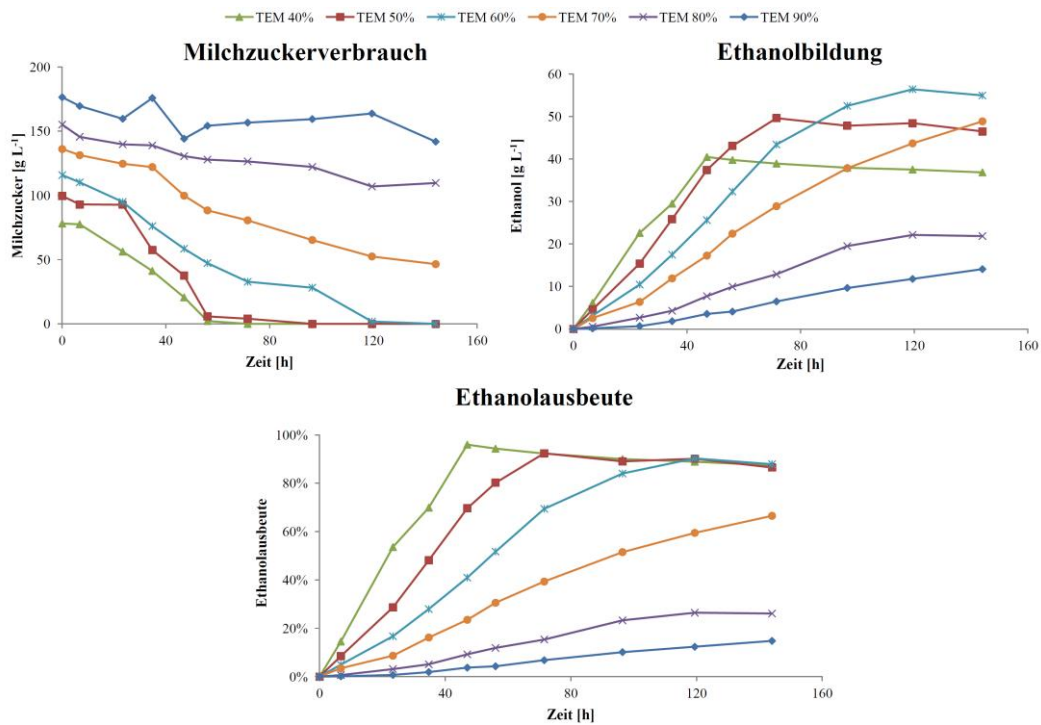 TEM 40% TEM 50% TEM 60% TEM 70% TEM 80% TEM 90%
Milchzuckerverbrauch
200
150
100
50
0
Milchzucker [g L⁻¹]
0 40 80 120 160
Zeit [h]
Ethanolbildung
60
50
40
30
20
10
0
Ethanol [g L⁻¹]
0 40 80 120 160
Zeit [h]
Ethanolausbeute
100%
80%
60%
40%
20%
0%
Ethanolausbeute
0 40 80 120 160
Zeit [h]